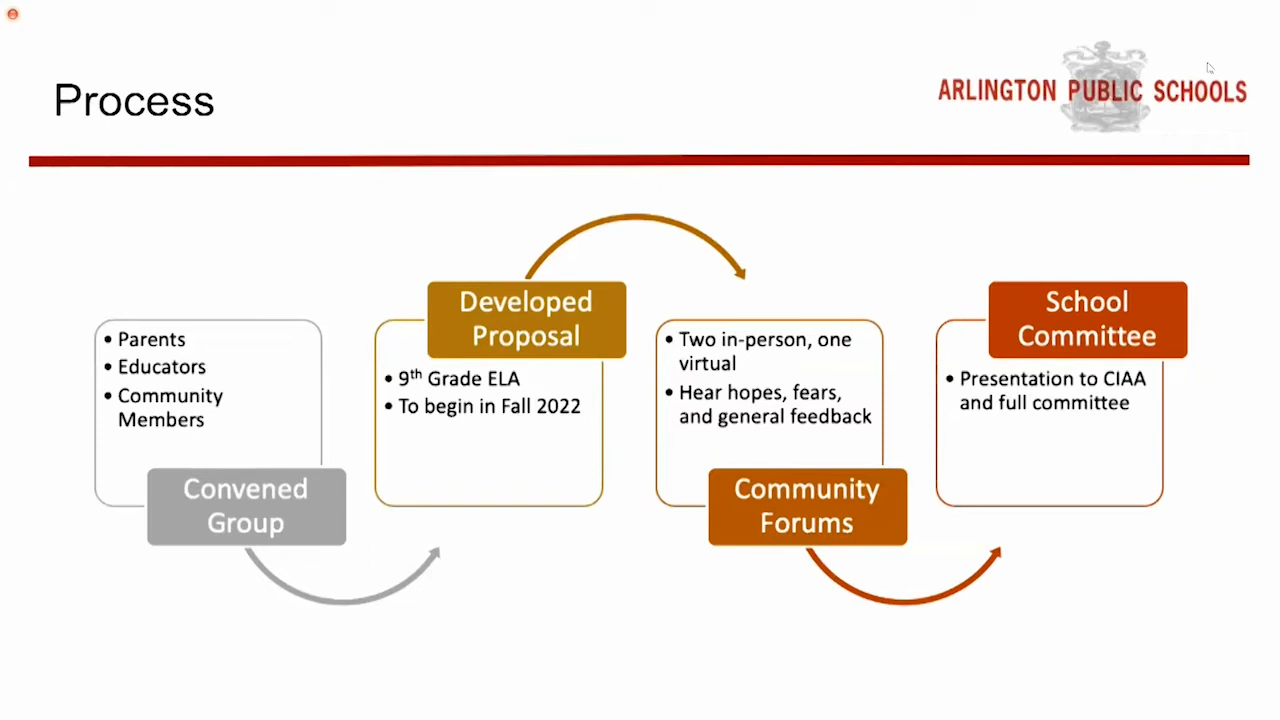 Process
ARLINGTON PUBLIC SCHOOLS
• Parents
• Educators
• Community
Members
Convened
Group
Developed
Proposal
• 9th Grade ELA
• To begin in Fall 2022
• Two in-person, one
virtual
• Hear hopes, fears,
and general feedback
Community
Forums
School
Committee
• Presentation to CIAA
and full committee